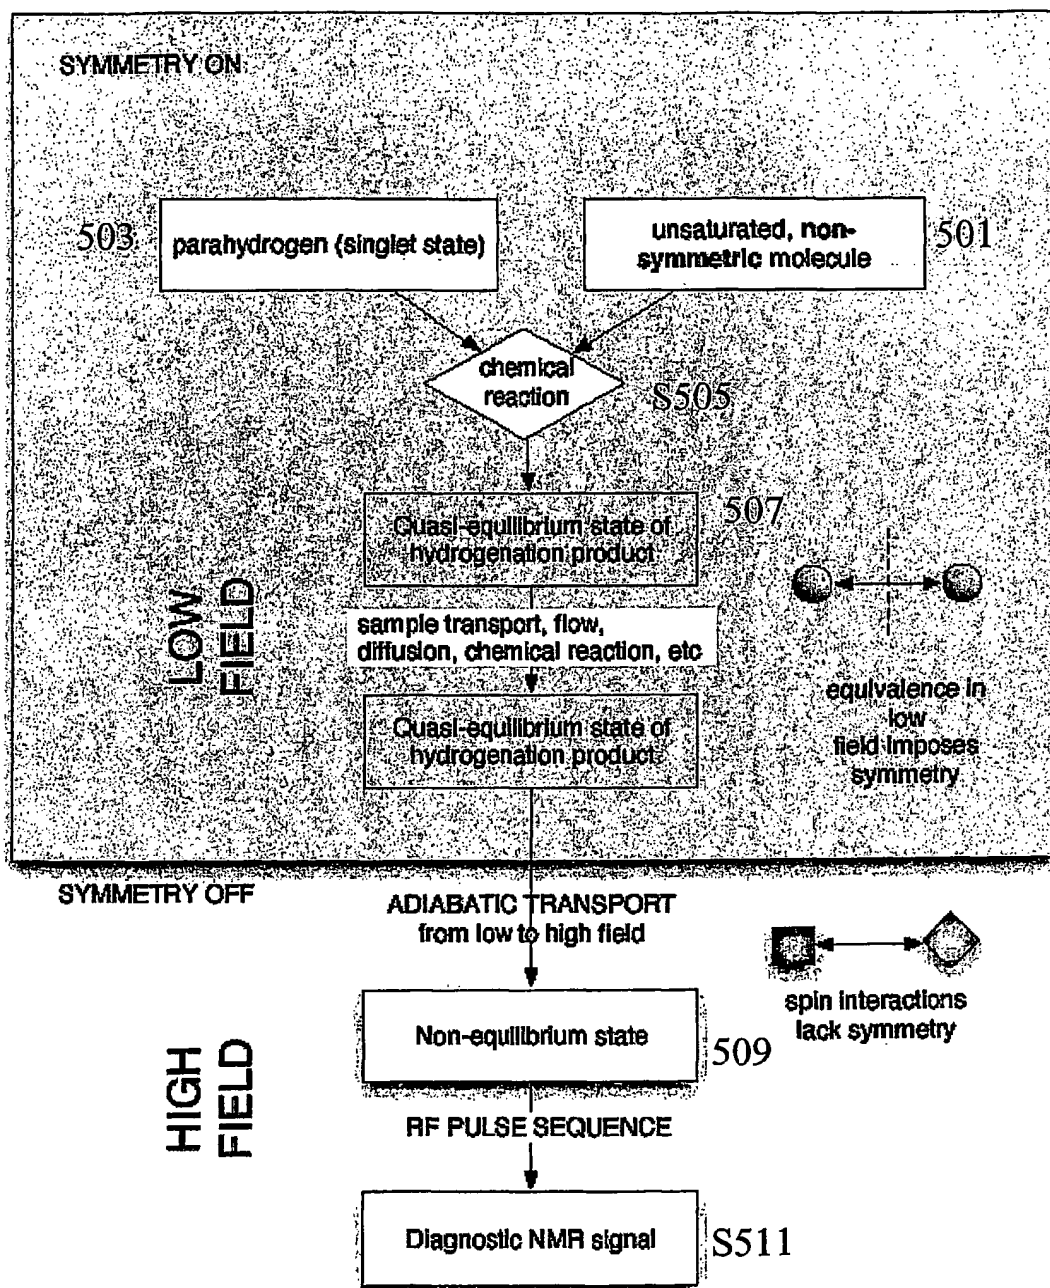 SYMMETRY ON
503
parahydrogen (singlet state)
unsaturated, non-
symmetric molecule
501
chemical
reaction
S505
507
Quasi-equilibrium state of
hydrogenation product
LOW
FIELD
sample transport, flow,
diffusion, chemical reaction, etc
Quasi-equilibrium state of
hydrogenation product
equivalence in
low
field imposes
symmetry
SYMMETRY OFF
ADIABATIC TRANSPORT
from low to high field
spin interactions
lack symmetry
HIGH
FIELD
Non-equilibrium state
509
RF PULSE SEQUENCE
Diagnostic NMR signal
S511